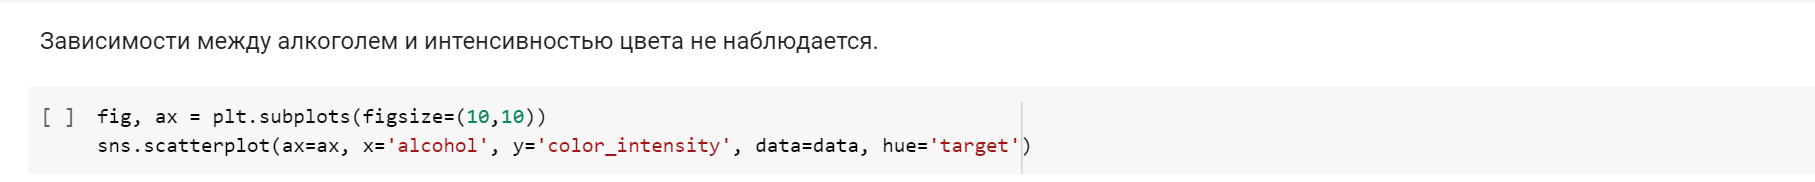 Зависимости между алкоголем и интенсивностью цвета не наблюдается.
[ ] fig, ax = plt.subplots(figsize=(10,10))
sns.scatterplot(ax=ax, x='alcohol', y='color_intensity', data=data, hue='target')